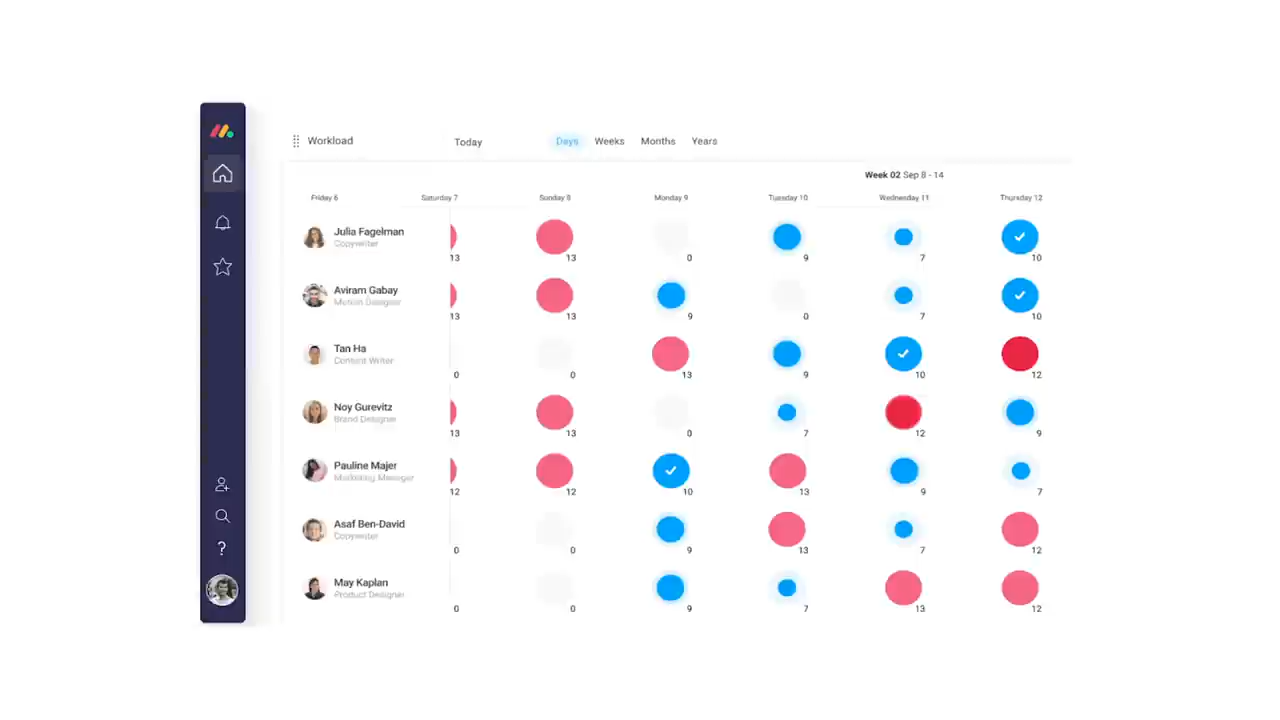 Workload Today Days Weeks Months Years
Week 02 Sep 8 - 14
Friday 6 Saturday 7 Sunday 8 Monday 9 Tuesday 10 Wednesday 11 Thursday 12
Julia Fagelman
Copywriter
13 13 0 9 7 10
Aviram Gabay
Motion Designer
13 13 9 0 7 10
Tan Ha
Content Writer
0 0 13 9 10 12
Noy Gurevitz
Brand Designer
13 13 0 7 12 9
Pauline Majer
Marketing Manager
12 12 10 13 9 7
Asaf Ben-David
Copywriter
0 0 9 13 7 12
May Kaplan
Product Designer
0 0 9 7 13 12
?